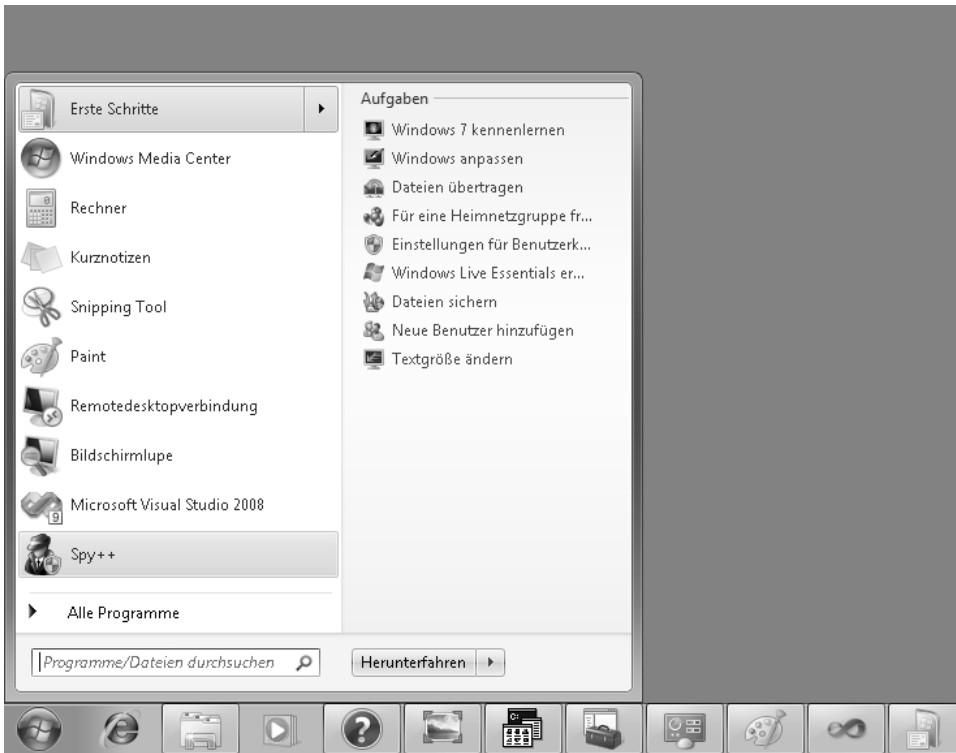 Erste Schritte
Windows Media Center
Rechner
Kurznotizen
Snipping Tool
Paint
Remotedesktopverbindung
Bildschirmlupe
Microsoft Visual Studio 2008
9
Spy++
Alle Programme
Programme/Dateien durchsuchen
Aufgaben
Windows 7 kennenlernen
Windows anpassen
Dateien übertragen
Für eine Heimnetzgruppe fr...
Einstellungen für Benutzerk...
Windows Live Essentials er...
Dateien sichern
Neue Benutzer hinzufügen
Textgröße ändern
Herunterfahren